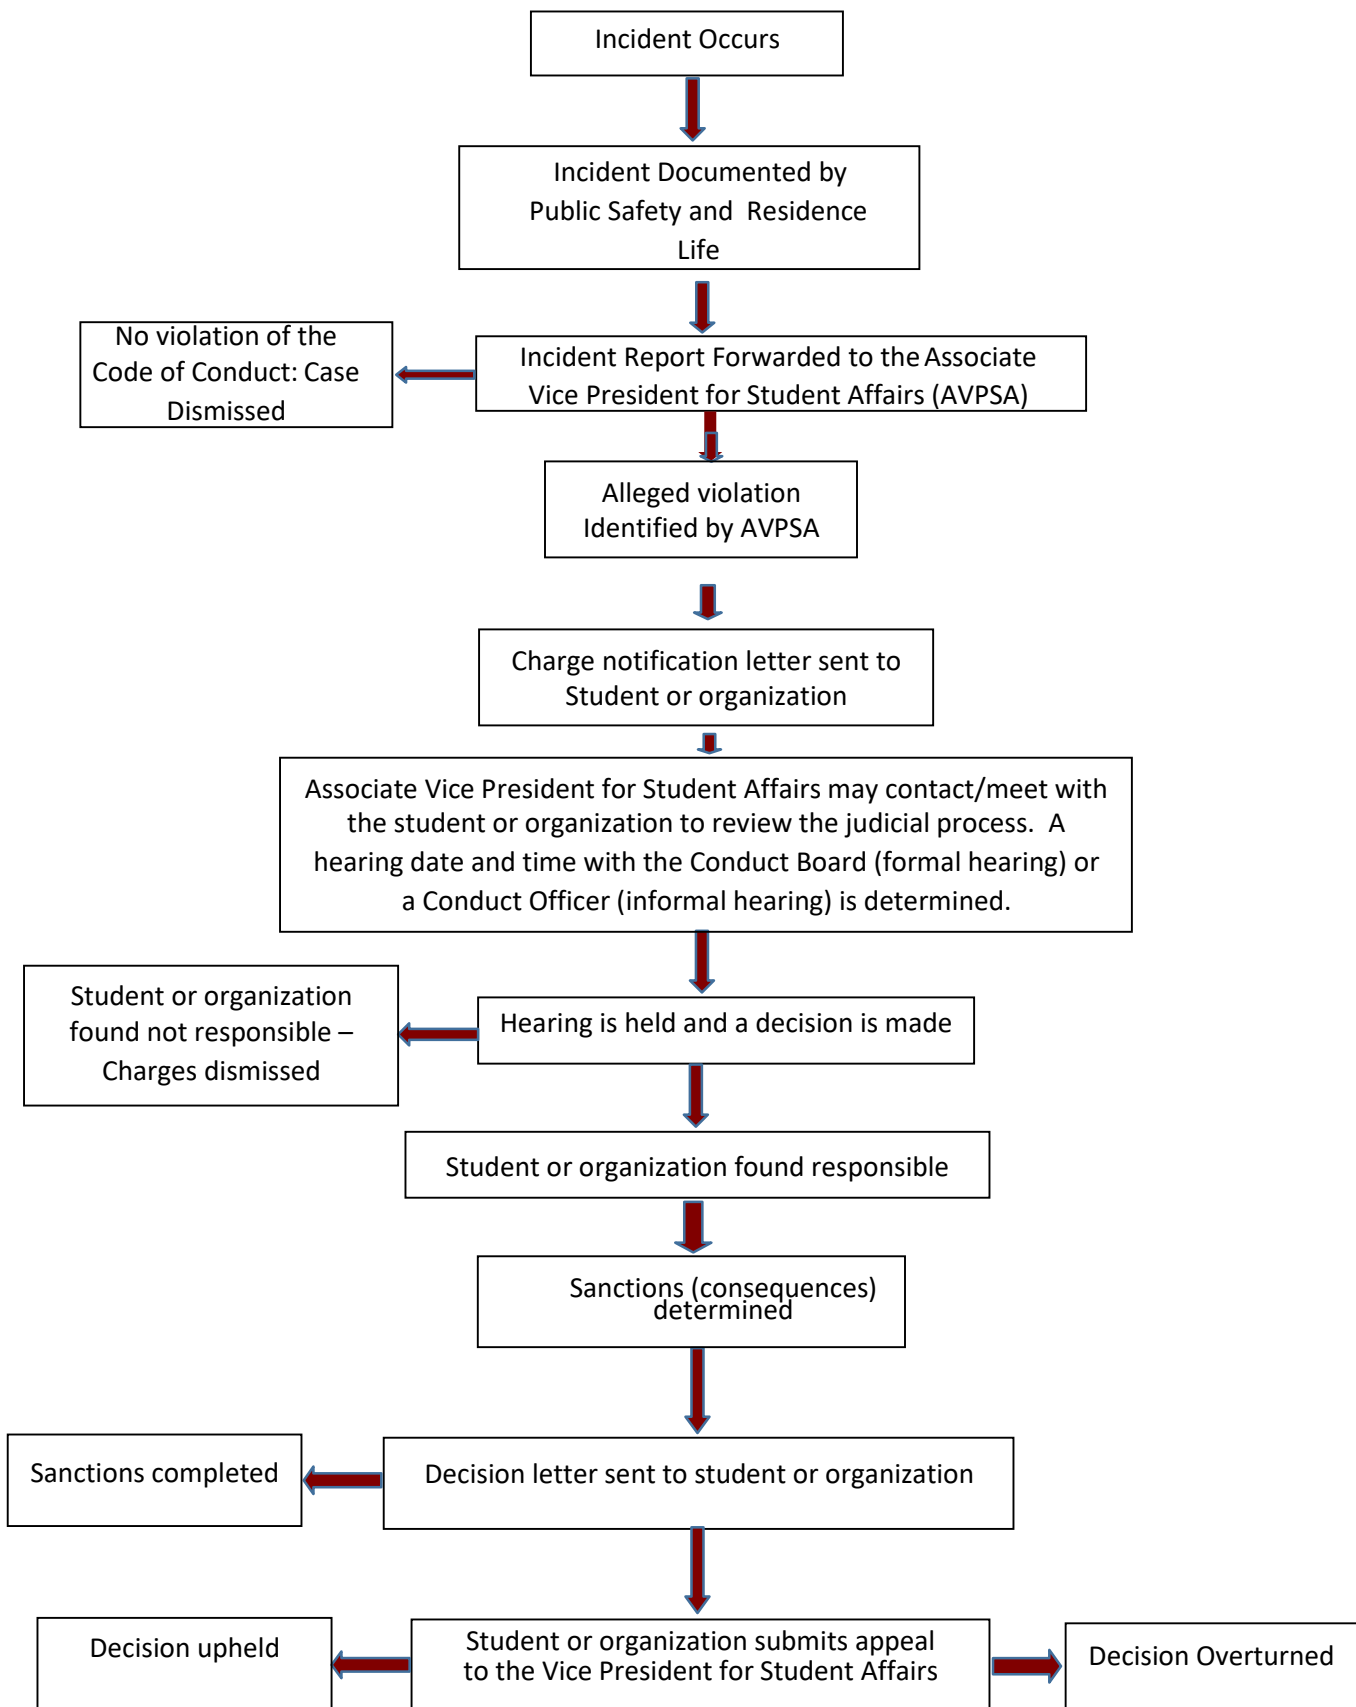 Incident Occurs
Incident Documented by
Public Safety and Residence
Life
No violation of the
Code of Conduct: Case
Dismissed
Incident Report Forwarded to the Associate
Vice President for Student Affairs (AVPSA)
Alleged violation
Identified by AVPSA
Charge notification letter sent to
Student or organization
Associate Vice President for Student Affairs may contact/meet with
the student or organization to review the judicial process. A
hearing date and time with the Conduct Board (formal hearing) or
a Conduct Officer (informal hearing) is determined.
Student or organization
found not responsible –
Charges dismissed
Hearing is held and a decision is made
Student or organization found responsible
Sanctions (consequences)
determined
Sanctions completed
Decision letter sent to student or organization
Decision upheld
Student or organization submits appeal
to the Vice President for Student Affairs
Decision Overturned